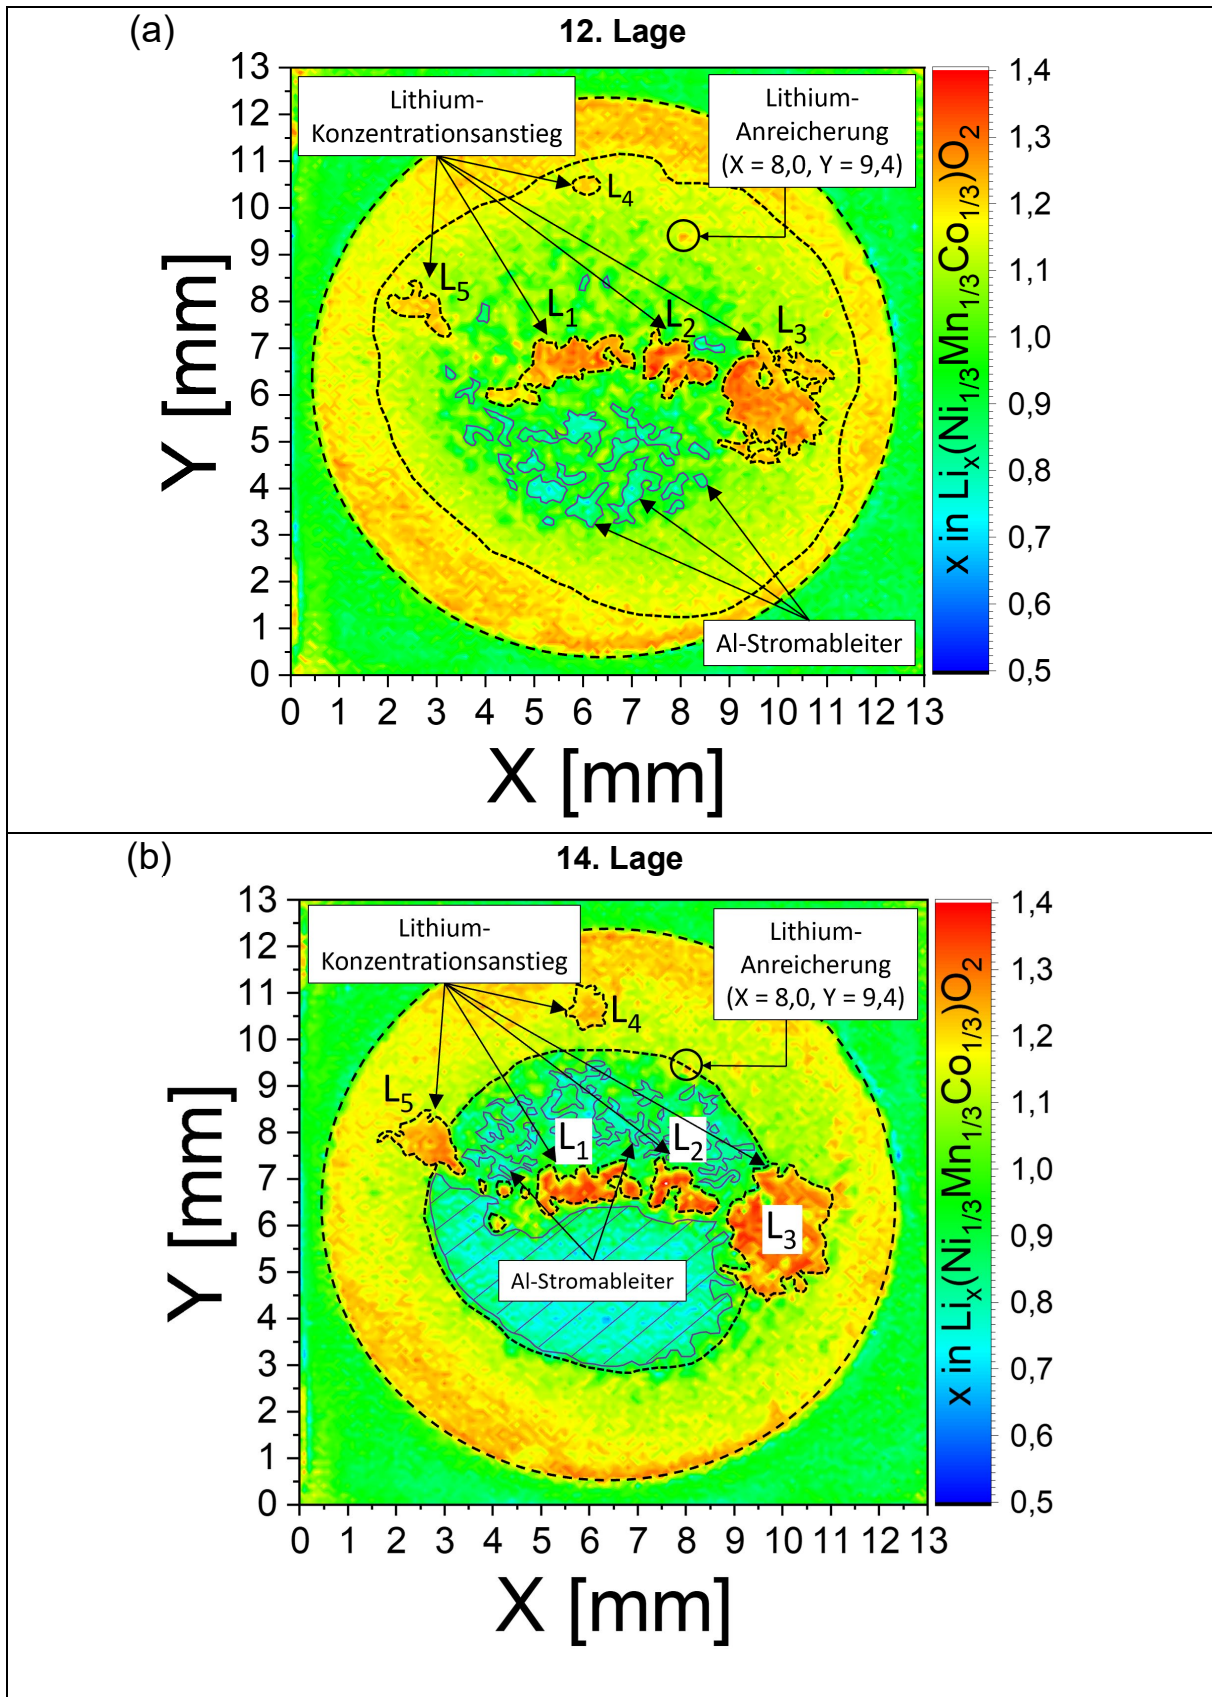 (a)
12. Lage
13
12
11
10
9
8
7
6
5
4
3
2
1
0
Y [mm]
Lithium-
Konzentrationsanstieg
Lithium-
Anreicherung
(X = 8,0, Y = 9,4)
L4
L5
L1
L2
L3
Al-Stromableiter
0 1 2 3 4 5 6 7 8 9 10 11 12 13
X [mm]
1,4
1,3
1,2
1,1
1,0
0,9
0,8
0,7
0,6
0,5
x in Lix(Ni1/3Mn1/3Co1/3)O2
(b)
14. Lage
13
12
11
10
9
8
7
6
5
4
3
2
1
0
Y [mm]
Lithium-
Konzentrationsanstieg
Lithium-
Anreicherung
(X = 8,0, Y = 9,4)
L4
L5
L1
L2
L3
Al-Stromableiter
0 1 2 3 4 5 6 7 8 9 10 11 12 13
X [mm]
1,4
1,3
1,2
1,1
1,0
0,9
0,8
0,7
0,6
0,5
x in Lix(Ni1/3Mn1/3Co1/3)O2